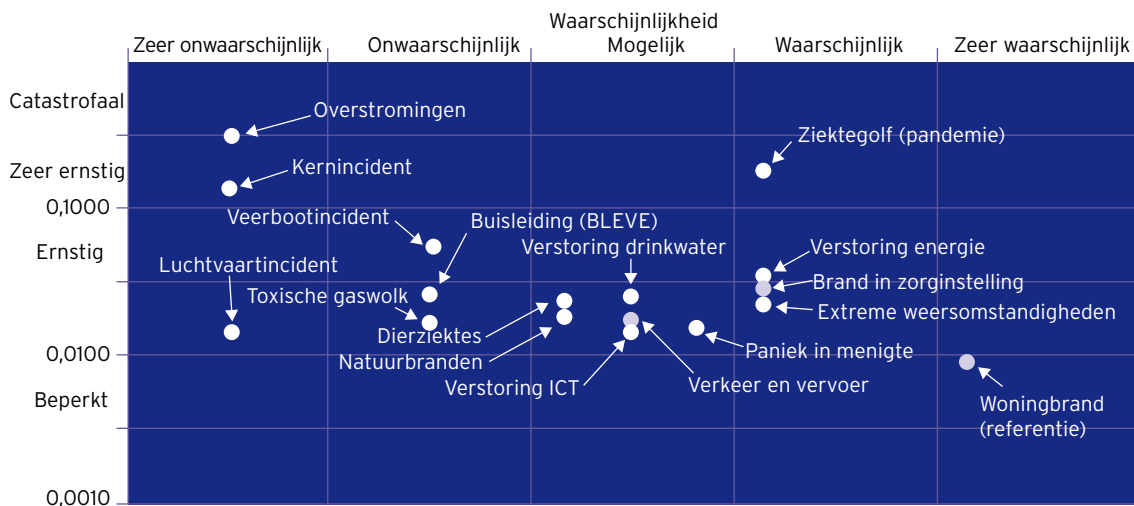 Waarschijnlijkheid
Zeer onwaarschijnlijk
Onwaarschijnlijk
Mogelijk
Waarschijnlijk
Zeer waarschijnlijk
Catastrofaal
Zeer ernstig
0,1000
Ernstig
0,0100
Beperkt
0,0010
Overstromingen
Kernincident
Luchtvaartincident
Veerbootincident
Buisleiding (BLEVE)
Toxische gaswolk
Verstoring drinkwater
Dierziektes
Natuurbranden
Verstoring ICT
Verkeer en vervoer
Paniek in menigte
Ziektegolf (pandemie)
Verstoring energie
Brand in zorginstelling
Extreme weersomstandigheden
Woningbrand
(referentie)